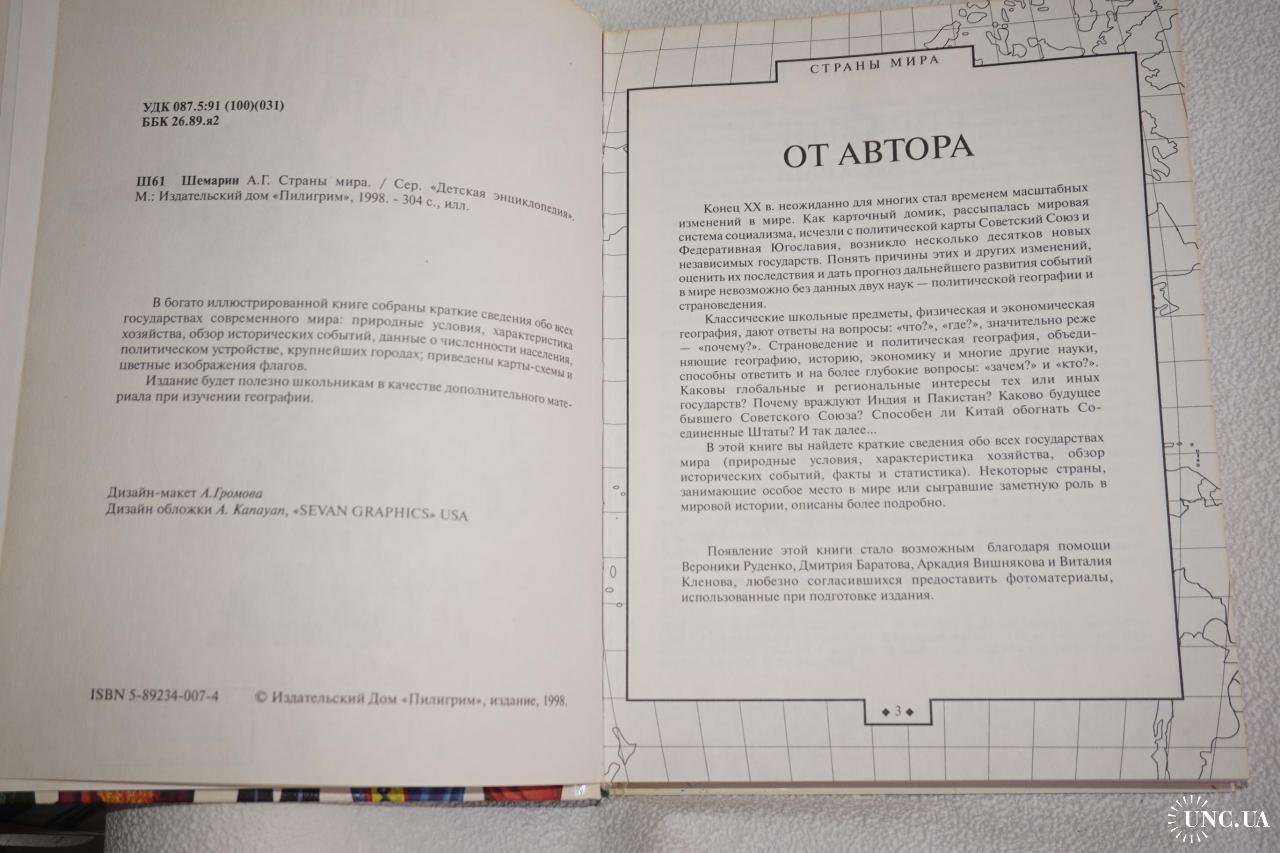 УДК 087.5:91 (100)(031)
ББК 26.89.я2
Ш61 Шемарин А.Г. Страны мира. / Сер. «Детская энциклопедия».
М.: Издательский дом «Пилигрим», 1998. - 304 с., илл.
В богато иллюстрированной книге собраны краткие сведения обо всех
государствах современного мира: природные условия, характеристика
хозяйства, обзор исторических событий, данные о численности населения,
политическом устройстве, крупнейших городах; приведены карты-схемы и
цветные изображения флагов.
Издание будет полезно школьникам в качестве дополнительного мате-
риала при изучении географии.
Дизайн-макет А.Громова
Дизайн обложки A. Kanayan, «SEVAN GRAPHICS» USA
ISBN 5-89234-007-4 © Издательский Дом «Пилигрим», издание, 1998.
СТРАНЫ МИРА
ОТ АВТОРА
Конец XX в. неожиданно для многих стал временем масштабных
изменений в мире. Как карточный домик, рассыпалась мировая
система социализма, исчезли с политической карты Советский Союз и
Федеративная Югославия, возникло несколько десятков новых
независимых государств. Понять причины этих и других изменений,
оценить их последствия и дать прогноз дальнейшего развития событий
в мире невозможно без данных двух наук — политической географии и
страноведения.
Классические школьные предметы, физическая и экономическая
география, дают ответы на вопросы: «что?», «где?», значительно реже
— «почему?». Страноведение и политическая география, объеди-
няющие географию, историю, экономику и многие другие науки,
способны ответить и на более глубокие вопросы: «зачем?» и «кто?».
Каковы глобальные и региональные интересы тех или иных
государств? Почему враждуют Индия и Пакистан? Каково будущее
бывшего Советского Союза? Способен ли Китай обогнать Со-
единенные Штаты? И так далее...
В этой книге вы найдете краткие сведения обо всех государствах
мира (природные условия, характеристика хозяйства, обзор
исторических событий, факты и статистика). Некоторые страны,
занимающие особое место в мире или сыгравшие заметную роль в
мировой истории, описаны более подробно.
Появление этой книги стало возможным благодаря помощи
Вероники Руденко, Дмитрия Баратова, Аркадия Вишнякова и Виталия
Кленова, любезно согласившихся предоставить фотоматериалы,
использованные при подготовке издания.
◆ 3 ◆
UNC.UA